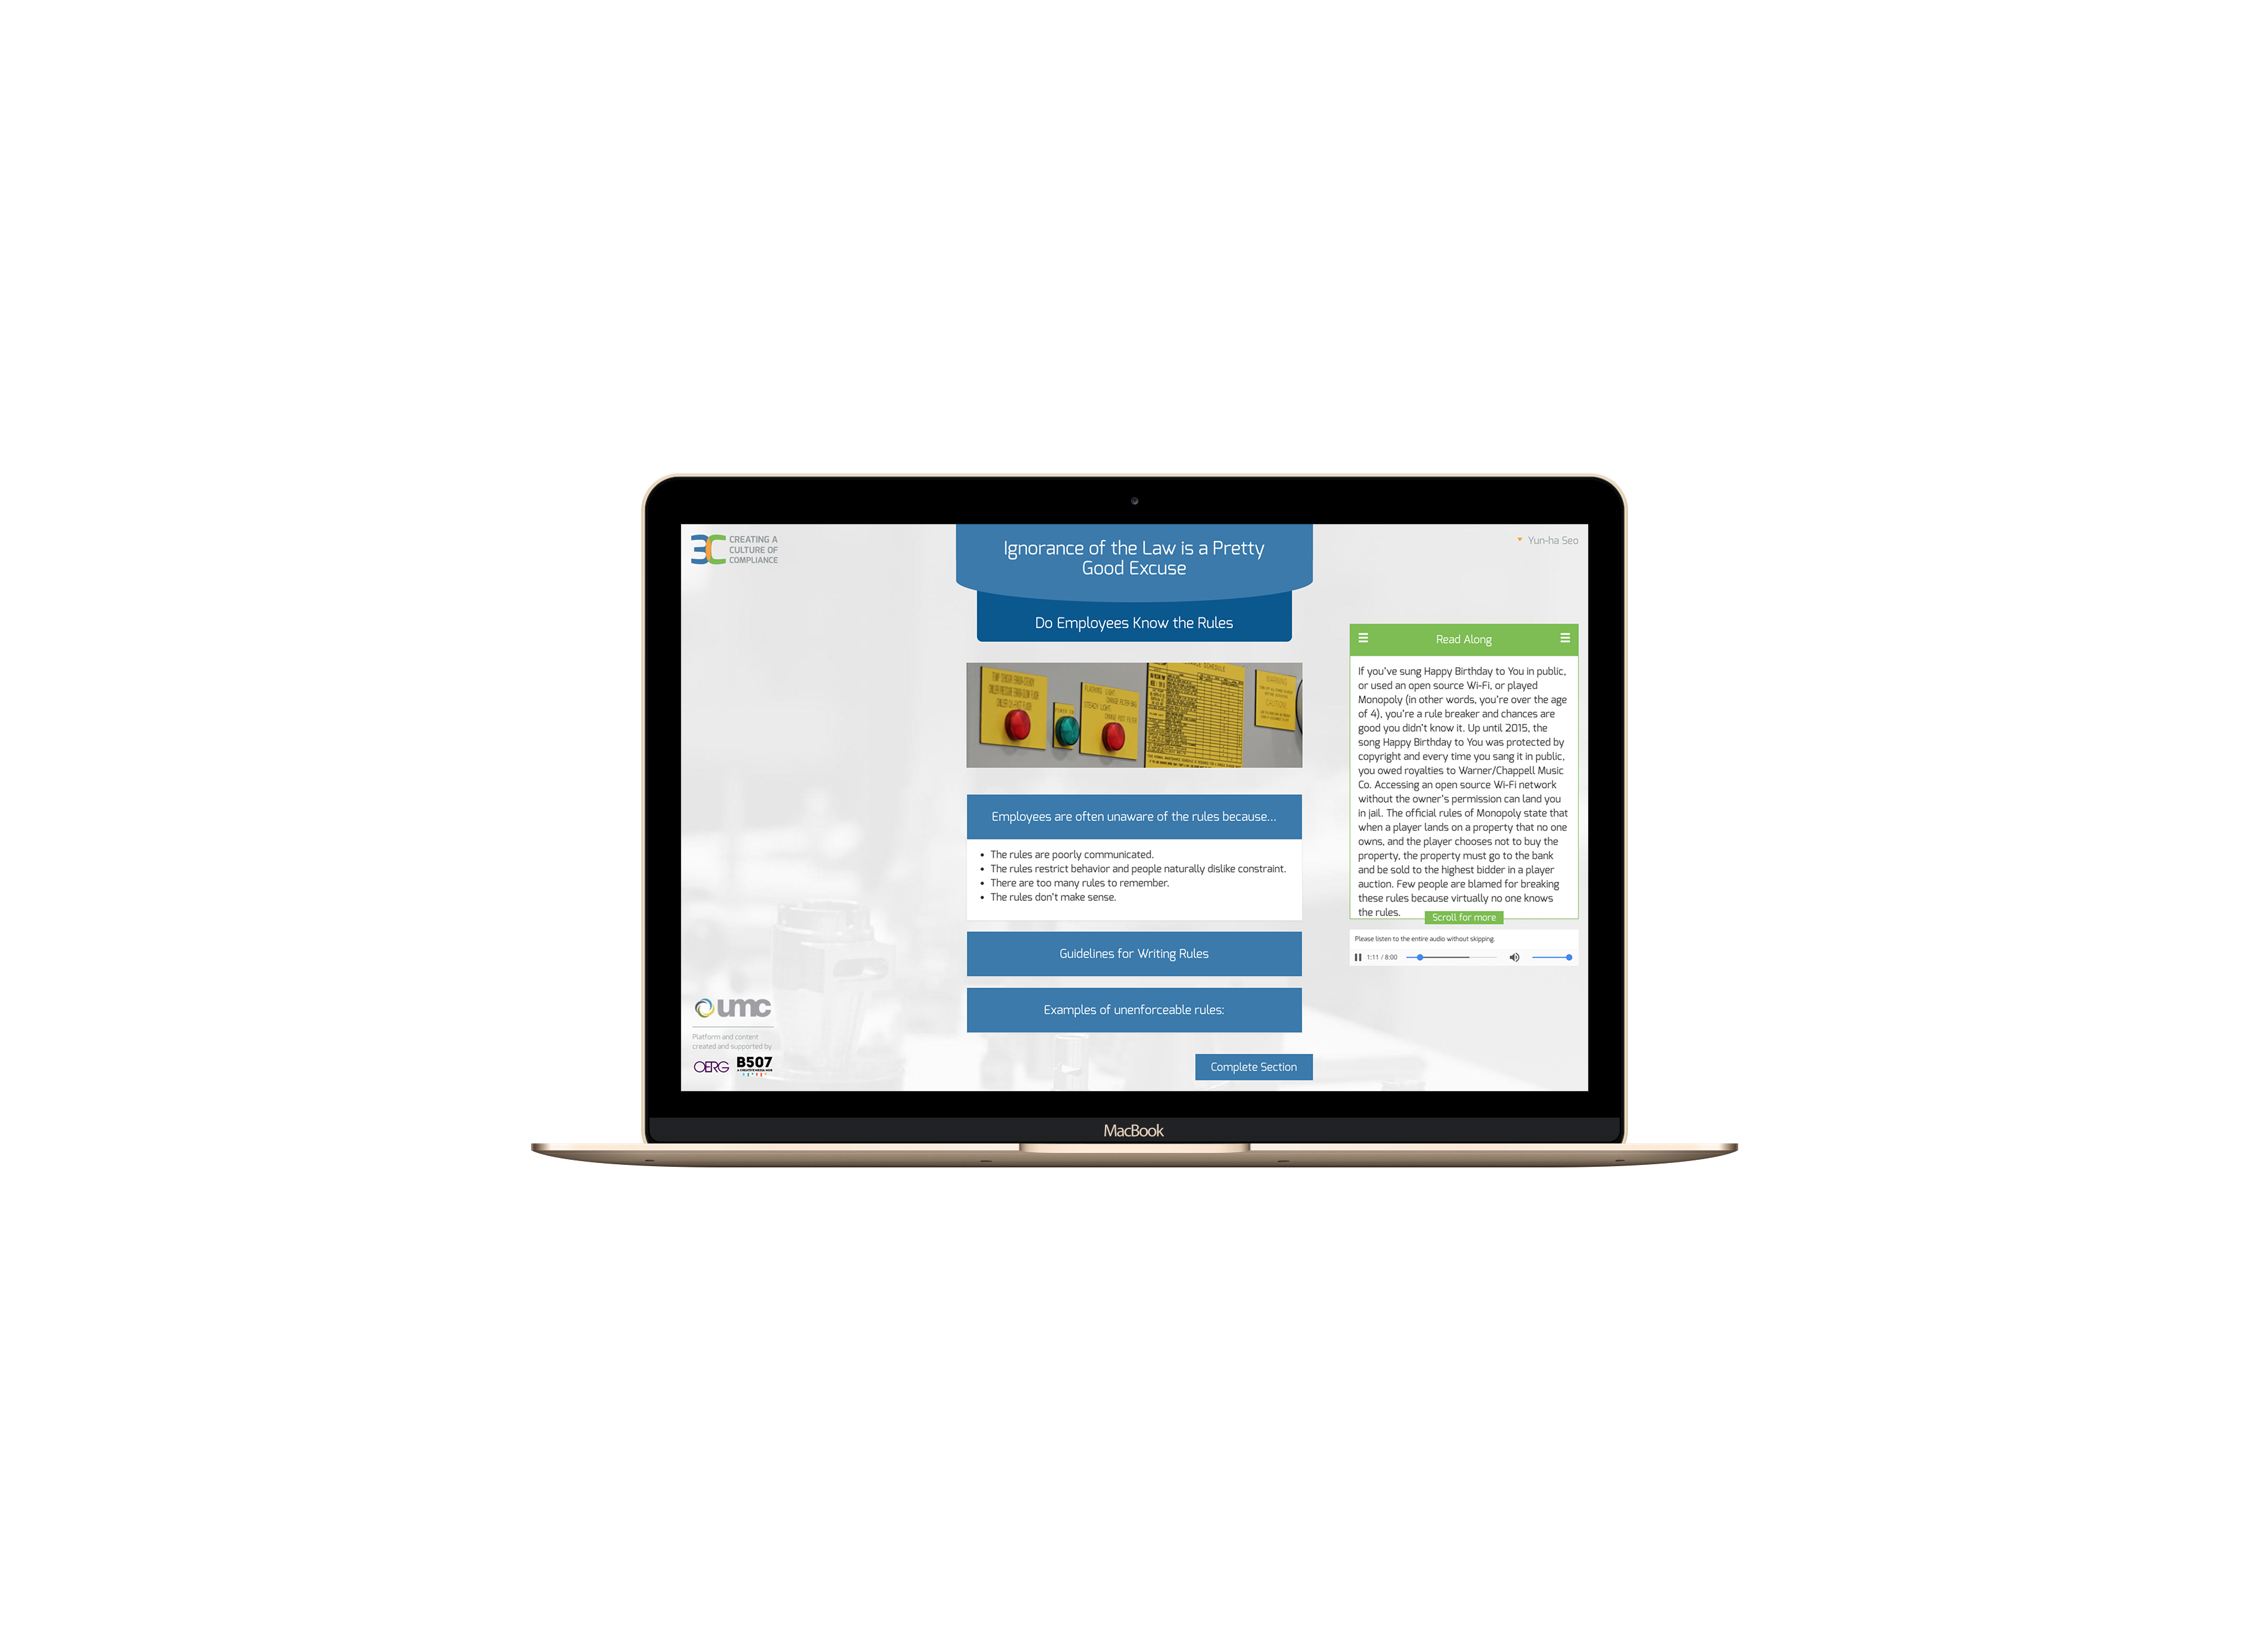 CREATING A
CULTURE OF
COMPLIANCE
Ignorance of the Law is a Pretty
Good Excuse
Do Employees Know the Rules
Yun-ha Seo
Employees are often unaware of the rules because...
The rules are poorly communicated.
The rules restrict behavior and people naturally dislike constraint.
There are too many rules to remember.
The rules don't make sense.
Guidelines for Writing Rules
Examples of unenforceable rules:
Complete Section
Read Along
If you've sung Happy Birthday to You in public,
or used an open source Wi-Fi, or played
Monopoly (in other words, you're over the age
of 4), you're a rule breaker and chances are
good you didn't know it. Up until 2015, the
song Happy Birthday to You was protected by
copyright and every time you sang it in public,
you owed royalties to Warner/Chappell Music
Co. Accessing an open source Wi-Fi network
without the owner's permission can land you
in jail. The official rules of Monopoly state that
when a player lands on a property that no one
owns, and the player chooses not to buy the
property, the property must go to the bank
and be sold to the highest bidder in a player
auction. Few people are blamed for breaking
these rules because virtually no one knows
the rules.
Scroll for more
Please listen to the entire audio without skipping.
1:11 / 8:00
umc
Platform and content
created and supported by
OERG B507
A CREATIVE MEDIA HUB
MacBook